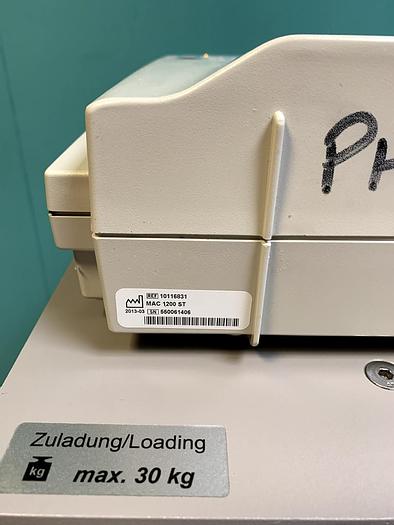 PH
REF 10116831
MAC 1200 ST
2013-03 SN 550061406
Zuladung/Loading
kg max. 30 kg